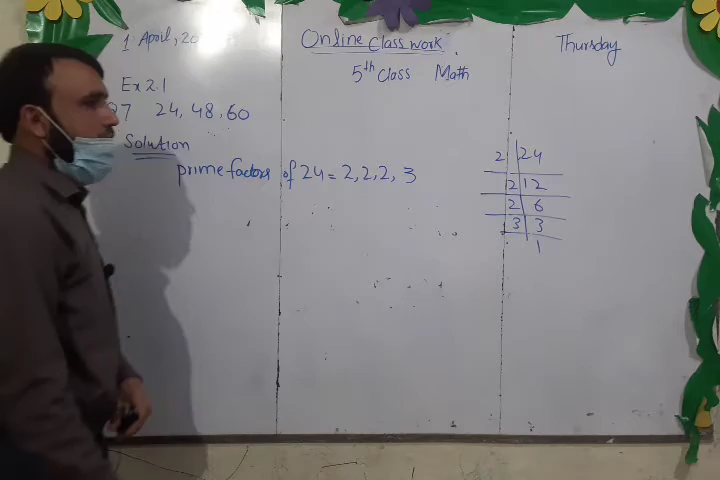 1 April, 20
Online Class work
Thursday
5th Class Math
Ex 2.1
27 24, 48, 60
Solution
prime factors of 24 = 2, 2, 2, 3
2 24
2 12
2 6
3 3
1